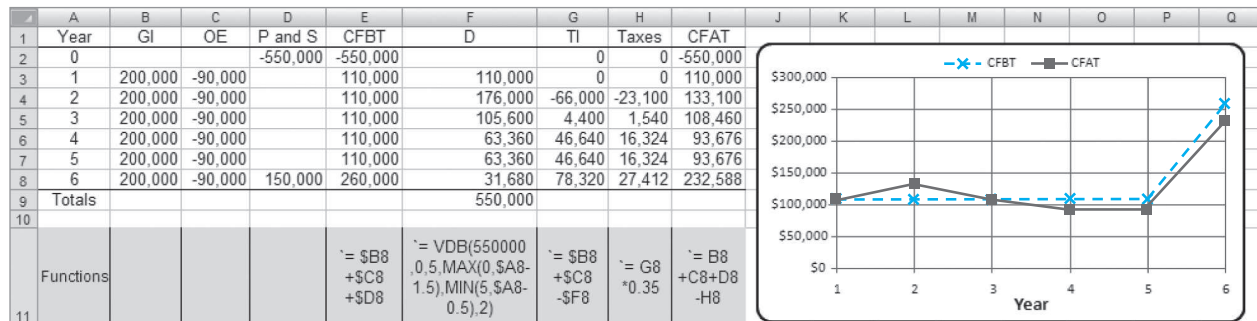 A B C D E F G H I J K L M N O P Q
1 Year GI OE P and S CFBT D TI Taxes CFAT
2 0 -550,000 -550,000 0 0 -550,000
3 1 200,000 -90,000 110,000 110,000 0 0 110,000
4 2 200,000 -90,000 110,000 176,000 -66,000 -23,100 133,100
5 3 200,000 -90,000 110,000 105,600 4,400 1,540 108,460
6 4 200,000 -90,000 110,000 63,360 46,640 16,324 93,676
7 5 200,000 -90,000 110,000 63,360 46,640 16,324 93,676
8 6 200,000 -90,000 150,000 260,000 31,680 78,320 27,412 232,588
9 Totals 550,000
10
11 Functions
`= $B8
+$C8
+$D8
`= VDB(550000
,0,5,MAX(0,$A8-
1.5),MIN(5,$A8-
0.5),2)
`= $B8
+$C8
-$F8
`= G8
*0.35
`= B8
+C8+D8
-H8
CFBT CFAT
$300,000
$250,000
$200,000
$150,000
$100,000
$50,000
$0
1 2 3 4 5 6
Year